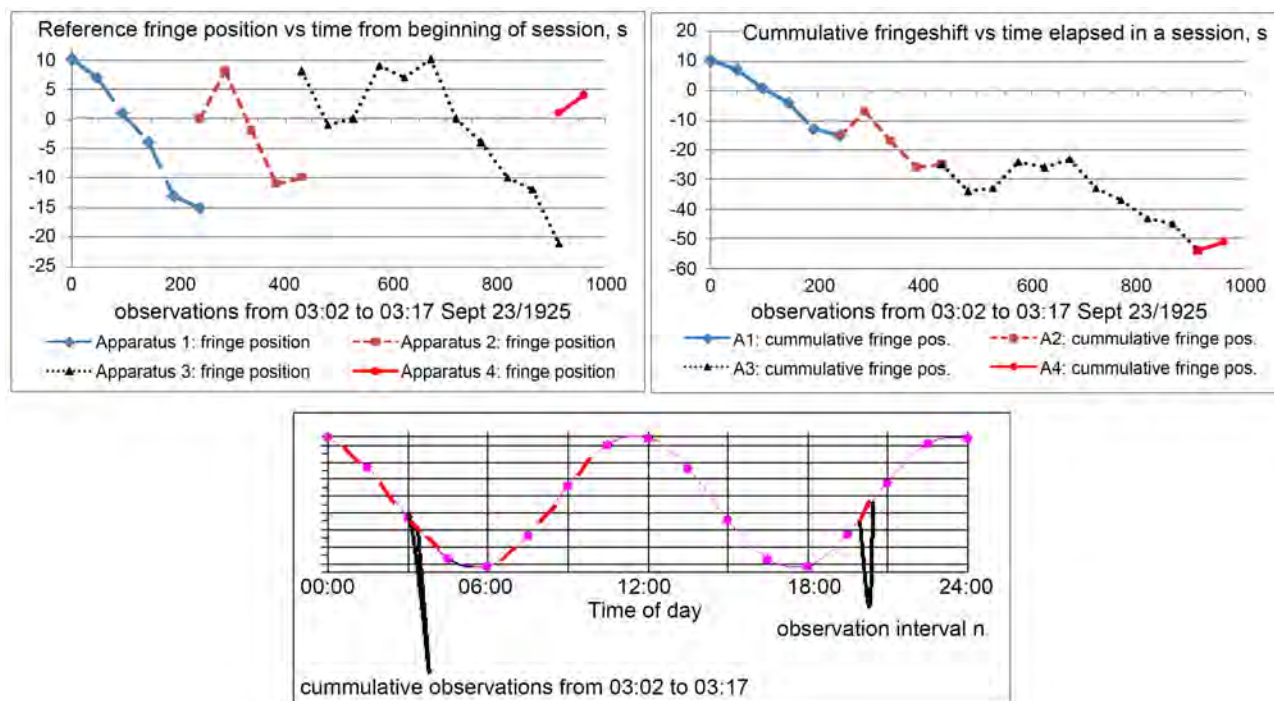 Reference fringe position vs time from beginning of session, s
10
5
0
-5
-10
-15
-20
-25
0 200 400 600 800 1000
observations from 03:02 to 03:17 Sept 23/1925
Apparatus 1: fringe position Apparatus 2: fringe position
Apparatus 3: fringe position Apparatus 4: fringe position
Cummulative fringeshift vs time elapsed in a session, s
20
10
0
-10
-20
-30
-40
-50
-60
0 200 400 600 800 1000
observations from 03:02 to 03:17 Sept 23/1925
A1: cummulative fringe pos. A2: cummulative fringe pos.
A3: cummulative fringe pos. A4: cummulative fringe pos.
00:00 06:00 12:00 18:00 24:00
Time of day
observation interval n
cummulative observations from 03:02 to 03:17